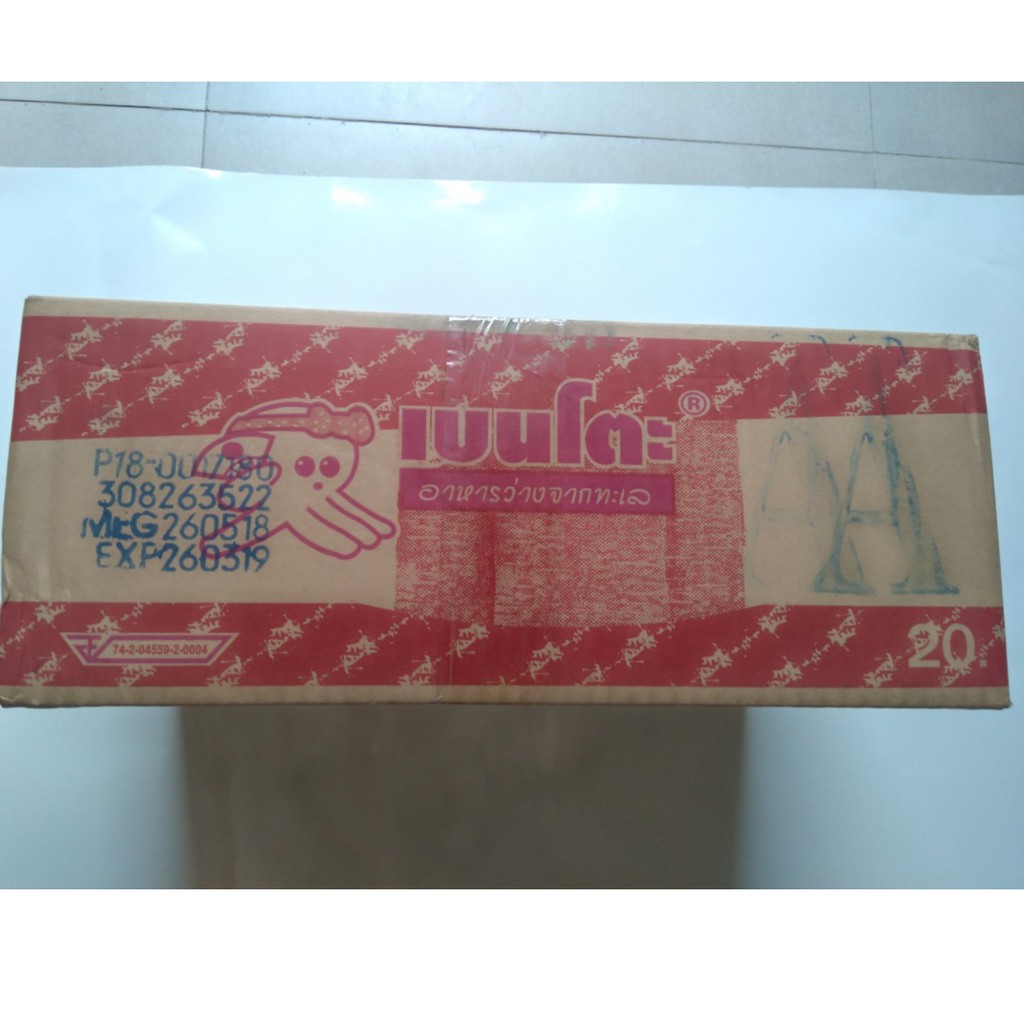 เบนโตะ®
อาหารว่างจากทะเล
308263522
MFG 260518
EXP 260319
74-2-04559-2-0004
20.